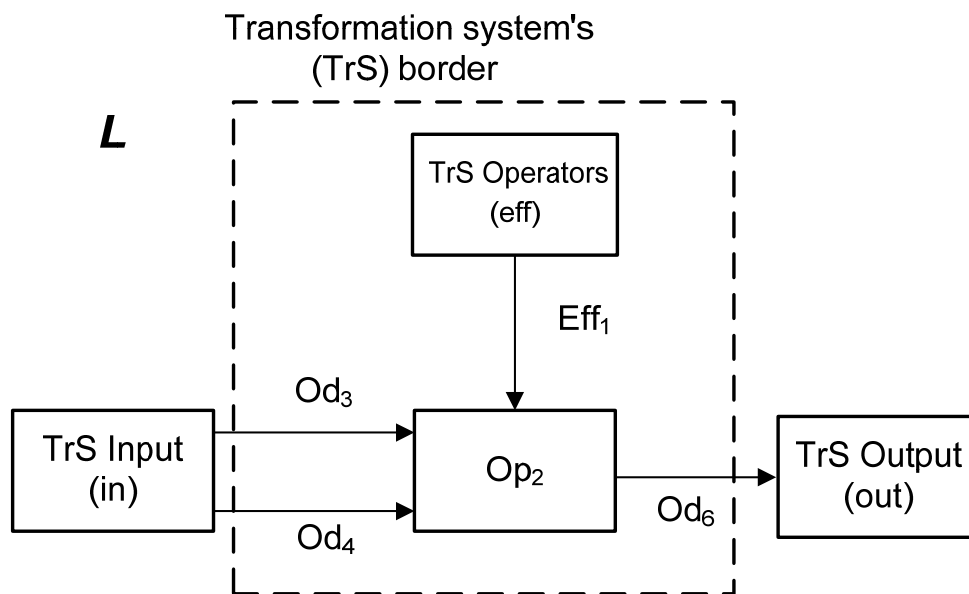 Transformation system's
(TrS) border
L
TrS Operators
(eff)
Eff₁
Od₃
TrS Input
(in)
Op₂
TrS Output
(out)
Od₄
Od₆